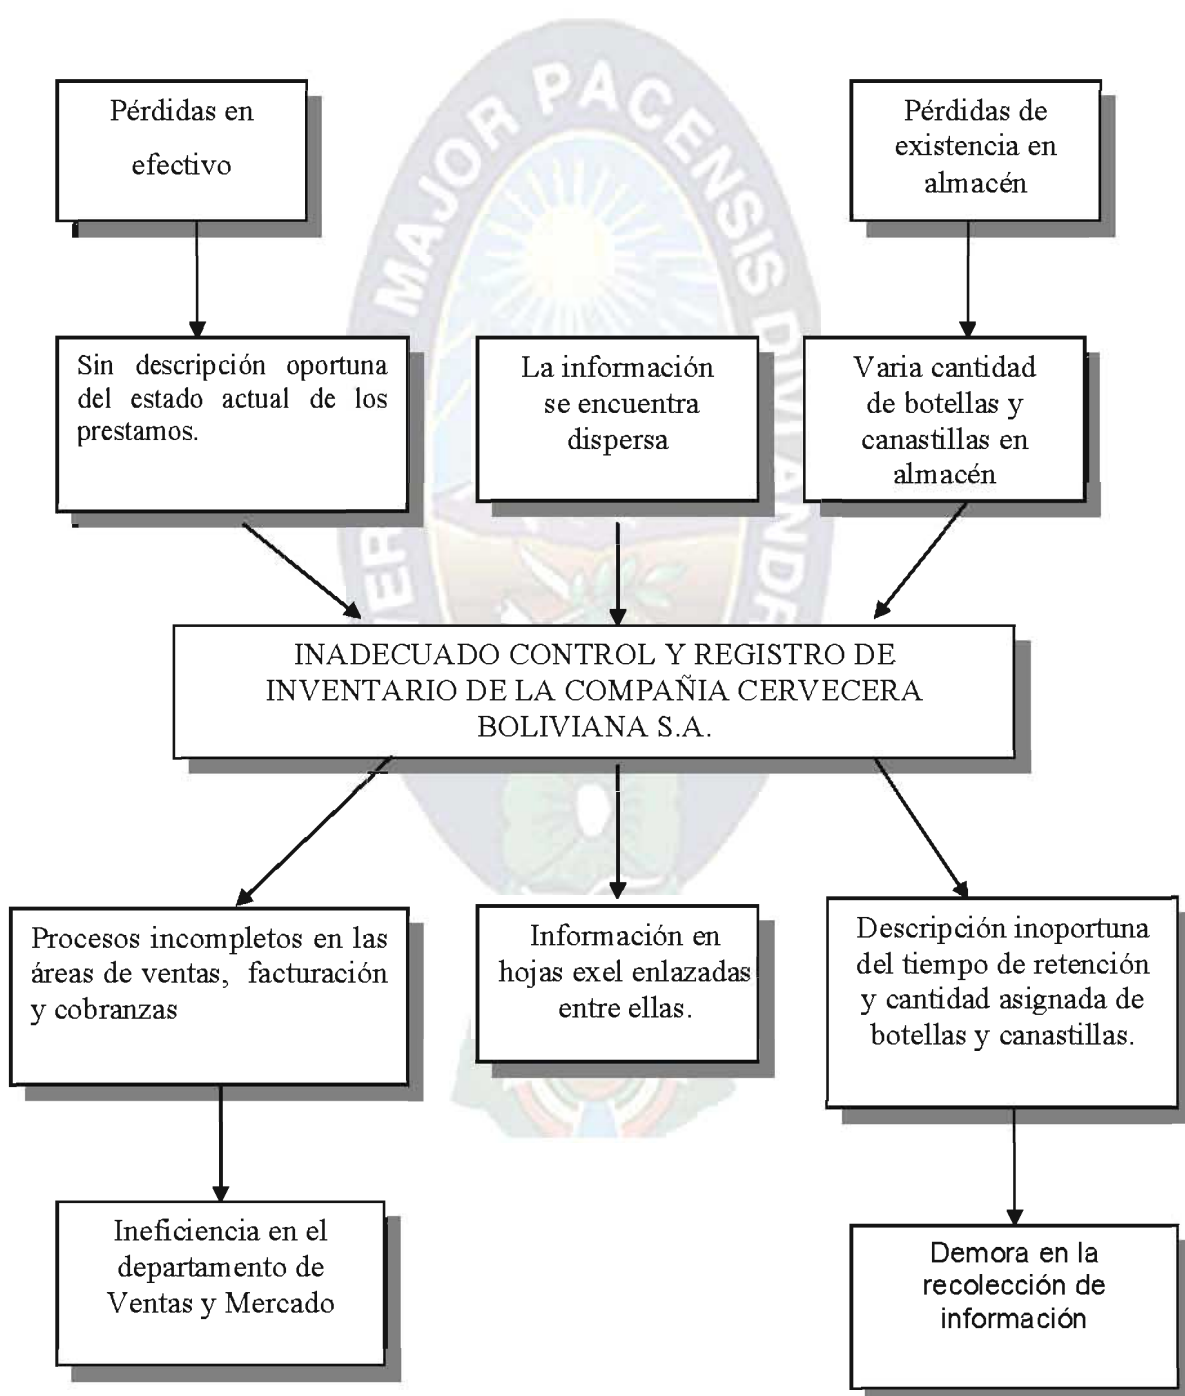 MAJOR PACENSIS DIVI ANDR
Pérdidas en
efectivo
Pérdidas de
existencia en
almacén
Sin descripción oportuna
del estado actual de los
prestamos.
La información
se encuentra
dispersa
Varia cantidad
de botellas y
canastillas en
almacén
INADECUADO CONTROL Y REGISTRO DE
INVENTARIO DE LA COMPAÑIA CERVECERA
BOLIVIANA S.A.
Procesos incompletos en las
áreas de ventas, facturación
y cobranzas
Información en
hojas exel enlazadas
entre ellas.
Descripción inoportuna
del tiempo de retención
y cantidad asignada de
botellas y canastillas.
Ineficiencia en el
departamento de
Ventas y Mercado
Demora en la
recolección de
información